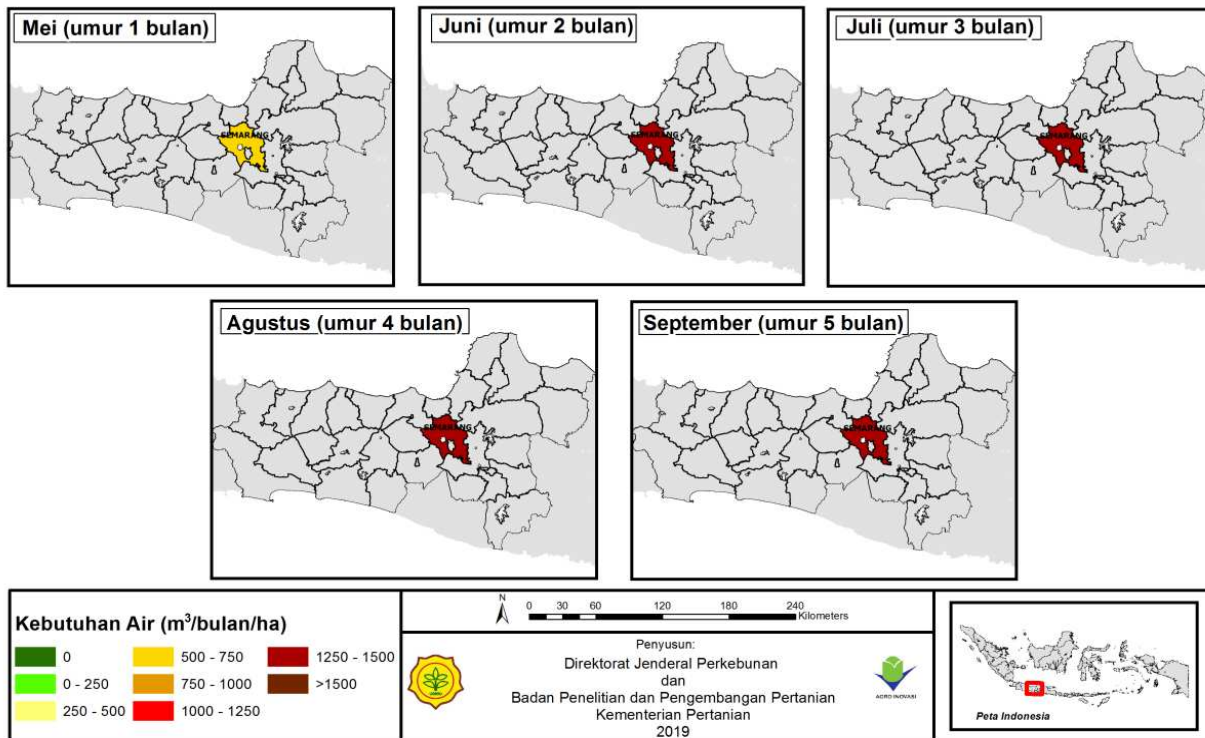 Mei (umur 1 bulan)
SEMARANG
Juni (umur 2 bulan)
SEMARANG
Juli (umur 3 bulan)
SEMARANG
Agustus (umur 4 bulan)
SEMARANG
September (umur 5 bulan)
SEMARANG
Kebutuhan Air (m³/bulan/ha)
0
0 - 250
250 - 500
500 - 750
750 - 1000
1000 - 1250
1250 - 1500
>1500
N
0 30 60 120 180 240
Kilometers
Penyusun:
Direktorat Jenderal Perkebunan
dan
Badan Penelitian dan Pengembangan Pertanian
Kementerian Pertanian
2019
AGRO INOVASI
Peta Indonesia